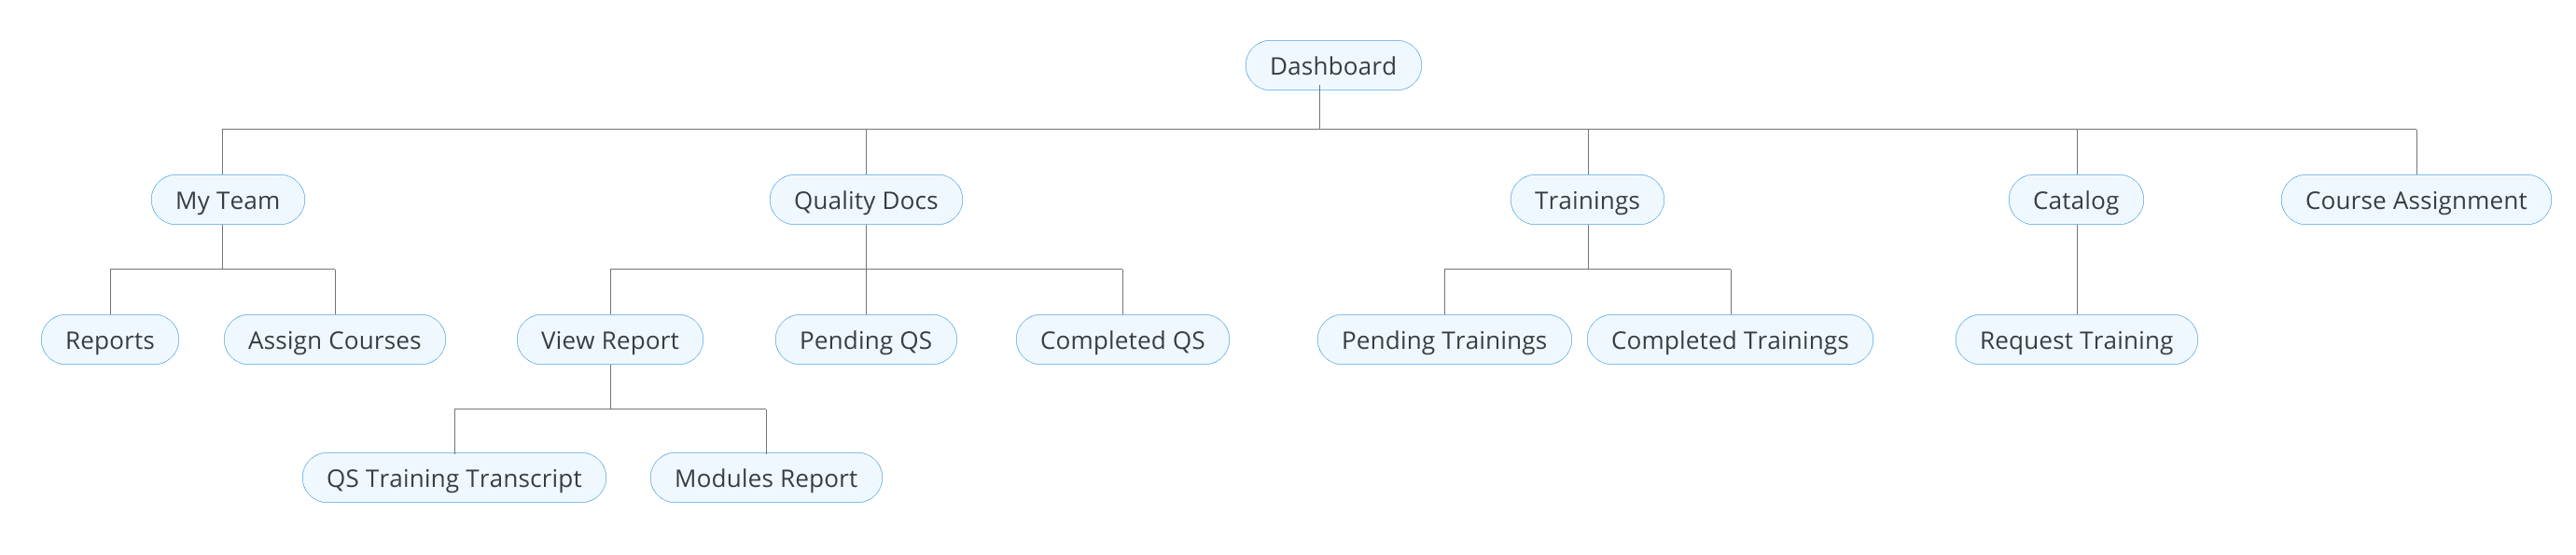 Dashboard
My Team
Quality Docs
Trainings
Catalog
Course Assignment
Reports
Assign Courses
View Report
Pending QS
Completed QS
Pending Trainings
Completed Trainings
Request Training
QS Training Transcript
Modules Report